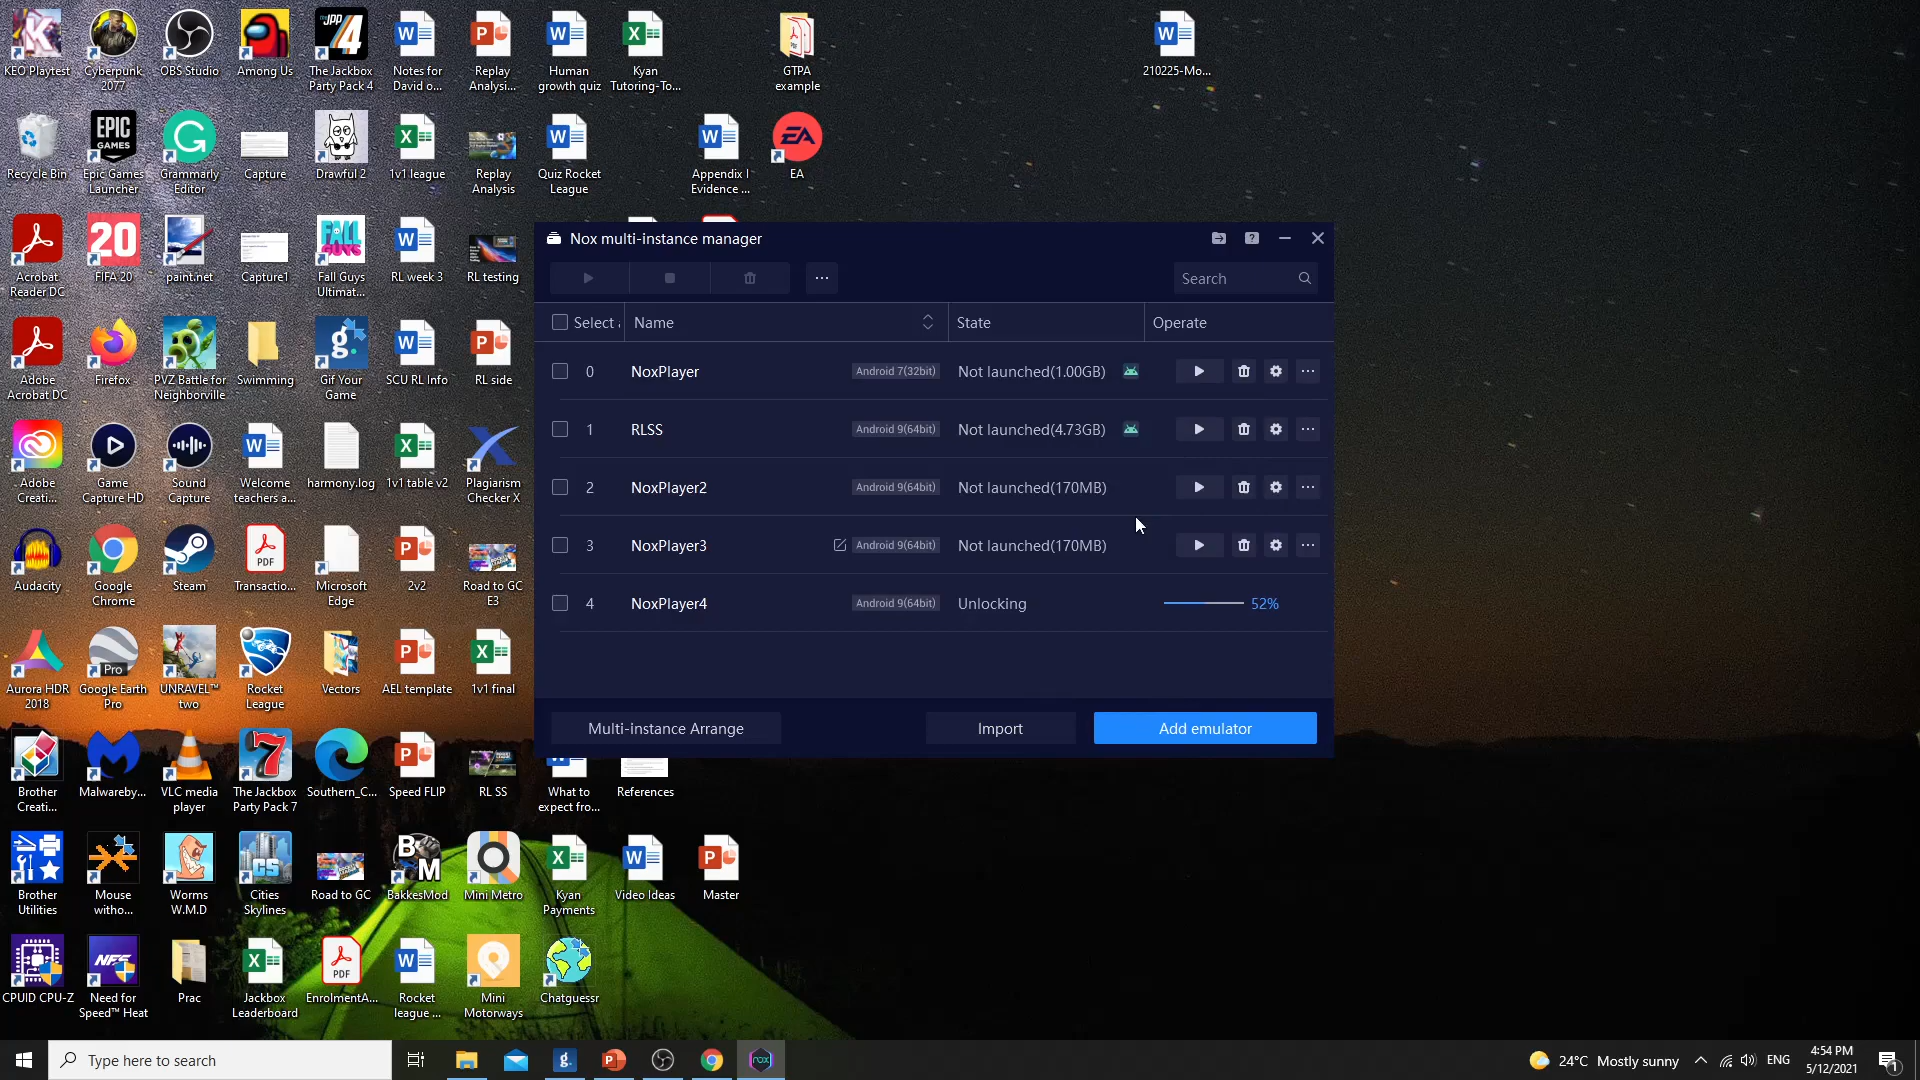 KEO Playtest
Cyberpunk 2077
OBS Studio
Among Us
The Jackbox Party Pack 4
Notes for David o...
Replay Analysi...
Human growth quiz
Kyan Tutoring-To...
GTPA example
210225-Mo...
Recycle Bin
EPIC GAMES
Epic Games Launcher
Grammarly Editor
Capture
Drawful 2
1v1 league
Replay Analysis
Quiz Rocket League
Appendix I Evidence ...
EA
Acrobat Reader DC
20
FIFA 20
paint.net
Capture1
FALL GUYS
Fall Guys Ultimat...
RL week 3
RL testing
Nox multi-instance manager
Search
Select
Name
State
Operate
0 NoxPlayer Android 7(32bit) Not launched(1.00GB)
1 RLSS Android 9(64bit) Not launched(4.73GB)
2 NoxPlayer2 Android 9(64bit) Not launched(170MB)
3 NoxPlayer3 Android 9(64bit) Not launched(170MB)
4 NoxPlayer4 Android 9(64bit) Unlocking 52%
Multi-instance Arrange
Import
Add emulator
Adobe Acrobat DC
Firefox
PVZ Battle for Neighborville
Swimming
g.
Gif Your Game
SCU RL Info
RL side
Adobe Creati...
Game Capture HD
Sound Capture
Welcome teachers a...
harmony.log
1v1 table v2
Plagiarism Checker X
Audacity
Google Chrome
Steam
PDF
Transactio...
Microsoft Edge
2v2
Road to GC E3
Aurora HDR 2018
Pro
Google Earth Pro
UNRAVEL™ two
Rocket League
Vectors
AEL template
1v1 final
Brother Creati...
Malwareby...
VLC media player
The Jackbox Party Pack 7
Southern_C...
Speed FLIP
RL SS
What to expect fro...
References
Brother Utilities
Mouse witho...
Worms W.M.D
CS
Cities Skylines
Road to GC
BM
BakkesMod
Mini Metro
Kyan Payments
Video Ideas
Master
CPUID CPU-Z
NFS
Need for Speed™ Heat
Prac
Jackbox Leaderboard
PDF
EnrolmentA...
Rocket league ...
Mini Motorways
Chatguessr
Type here to search
g.
nox
24°C Mostly sunny
ENG
4:54 PM
5/12/2021
1